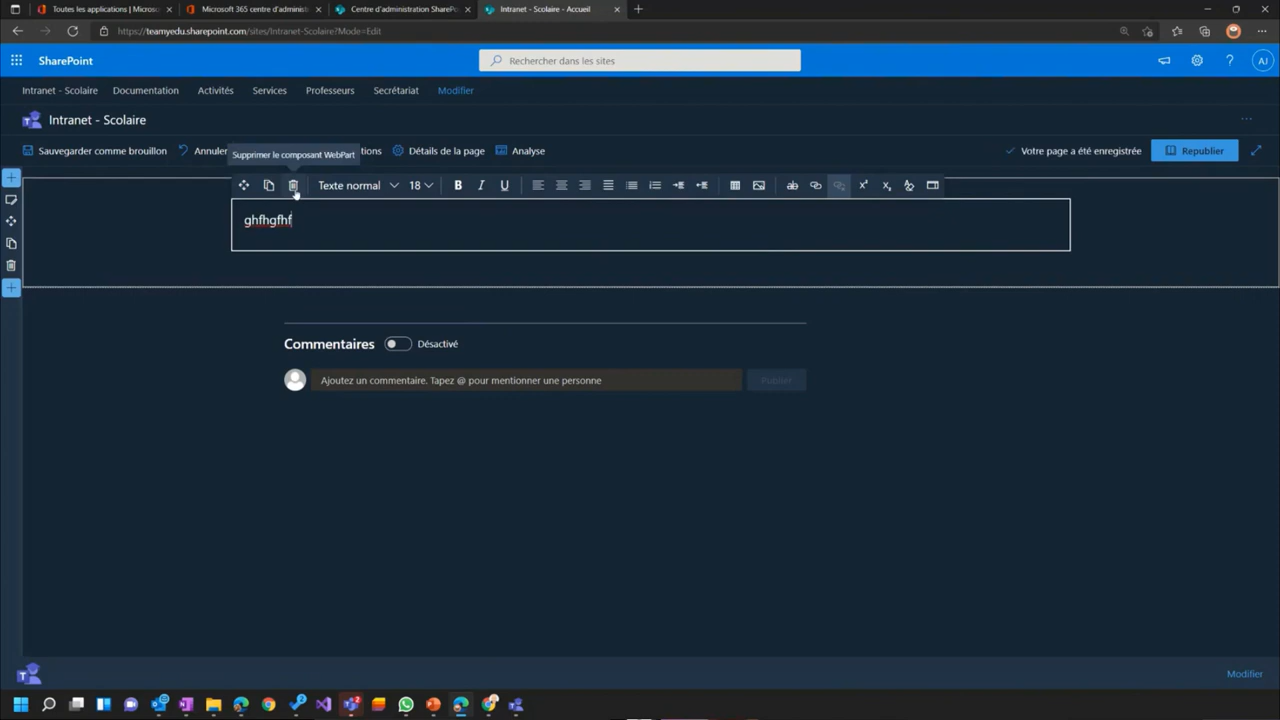 Toutes les applications | Microso
Microsoft 365 centre d'administ
Centre d'administration SharePo
Intranet - Scolaire - Accueil
https://teamyedu.sharepoint.com/sites/Intranet-Scolaire?Mode=Edit
SharePoint
Rechercher dans les sites
AJ
Intranet - Scolaire
Documentation
Activités
Services
Professeurs
Secrétariat
Modifier
Intranet - Scolaire
Sauvegarder comme brouillon
Annuler
Supprimer le composant WebPart
Détails de la page
Analyse
Votre page a été enregistrée
Republier
Texte normal
18
B
I
U
ab
ghfhgfhf
Commentaires
Désactivé
Ajoutez un commentaire. Tapez @ pour mentionner une personne
Publier
Modifier